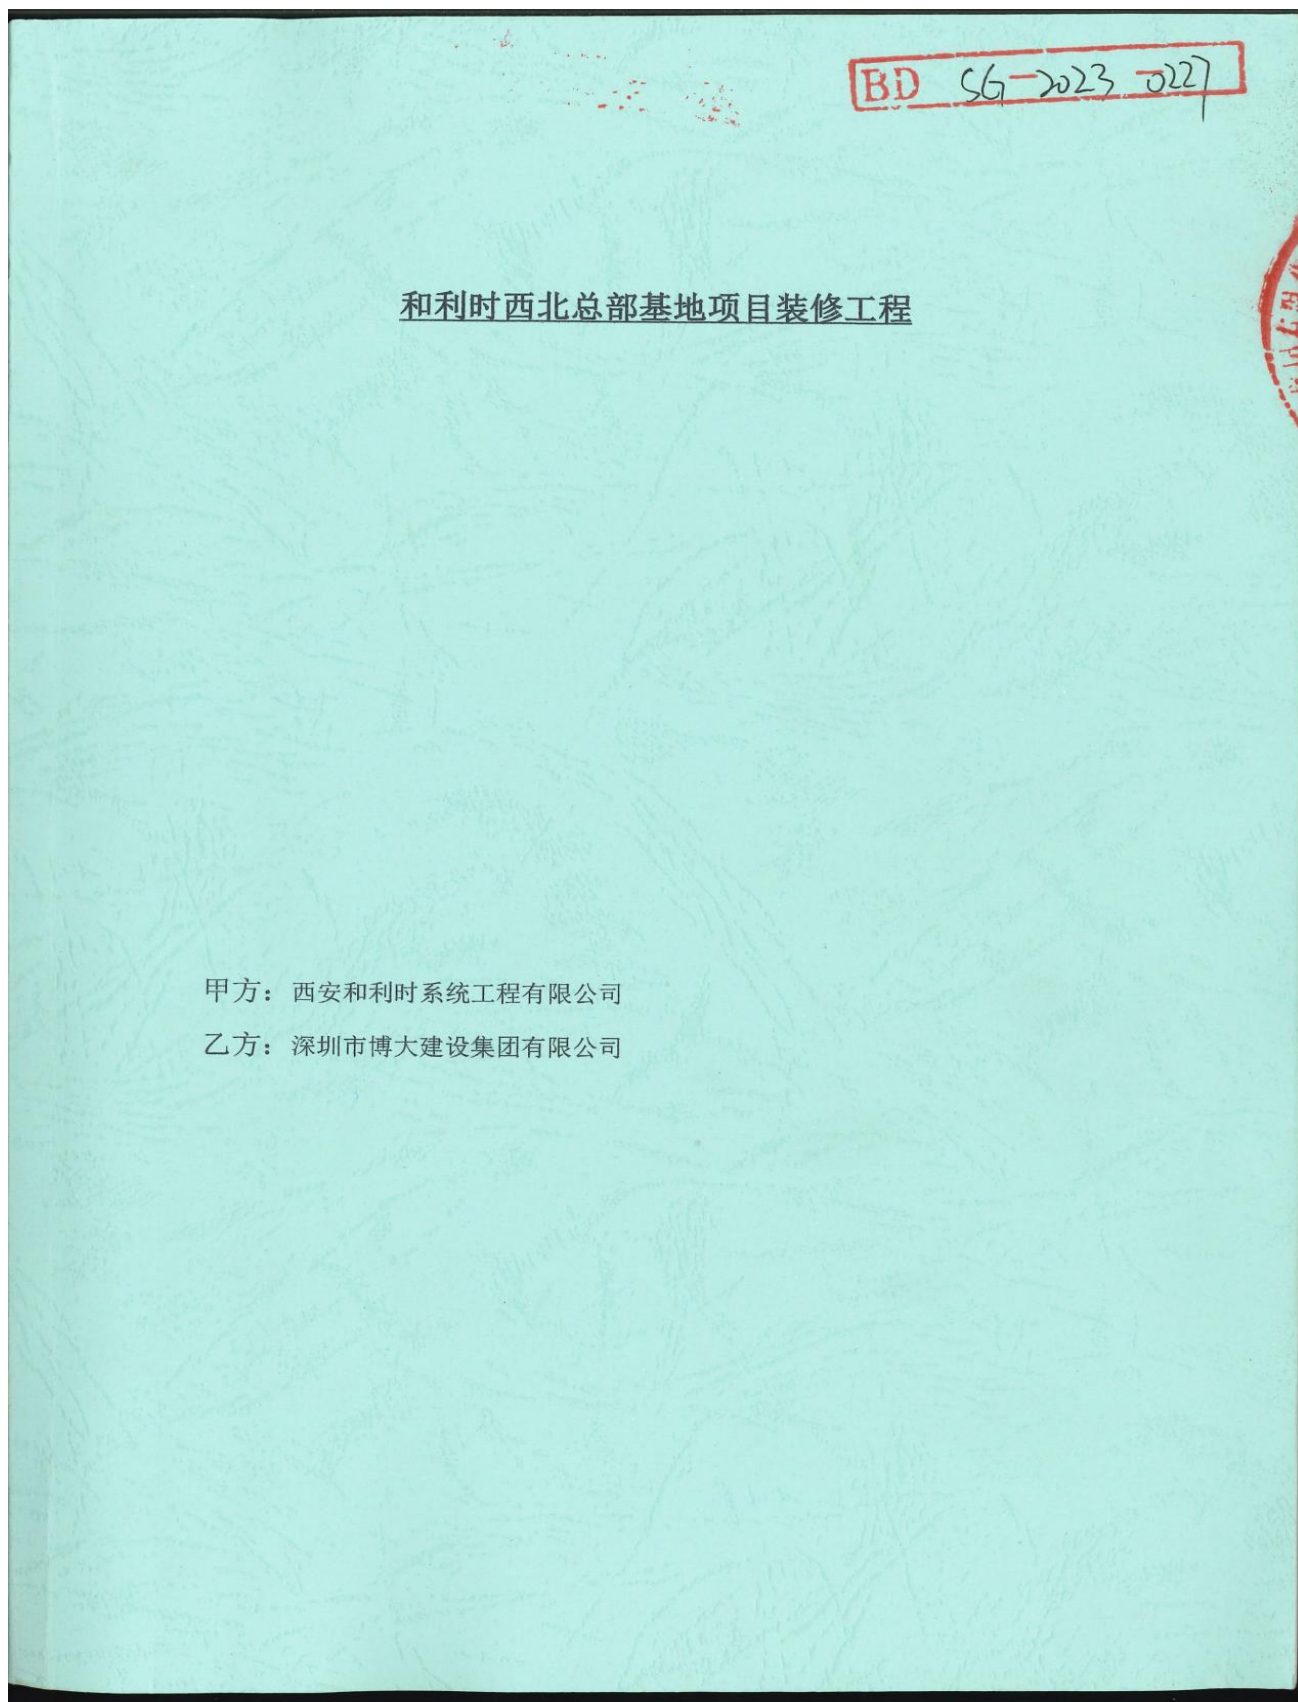 BD SG-2023-0227
和利时西北总部基地项目装修工程
甲方：西安和利时系统工程有限公司
乙方：深圳市博大建设集团有限公司